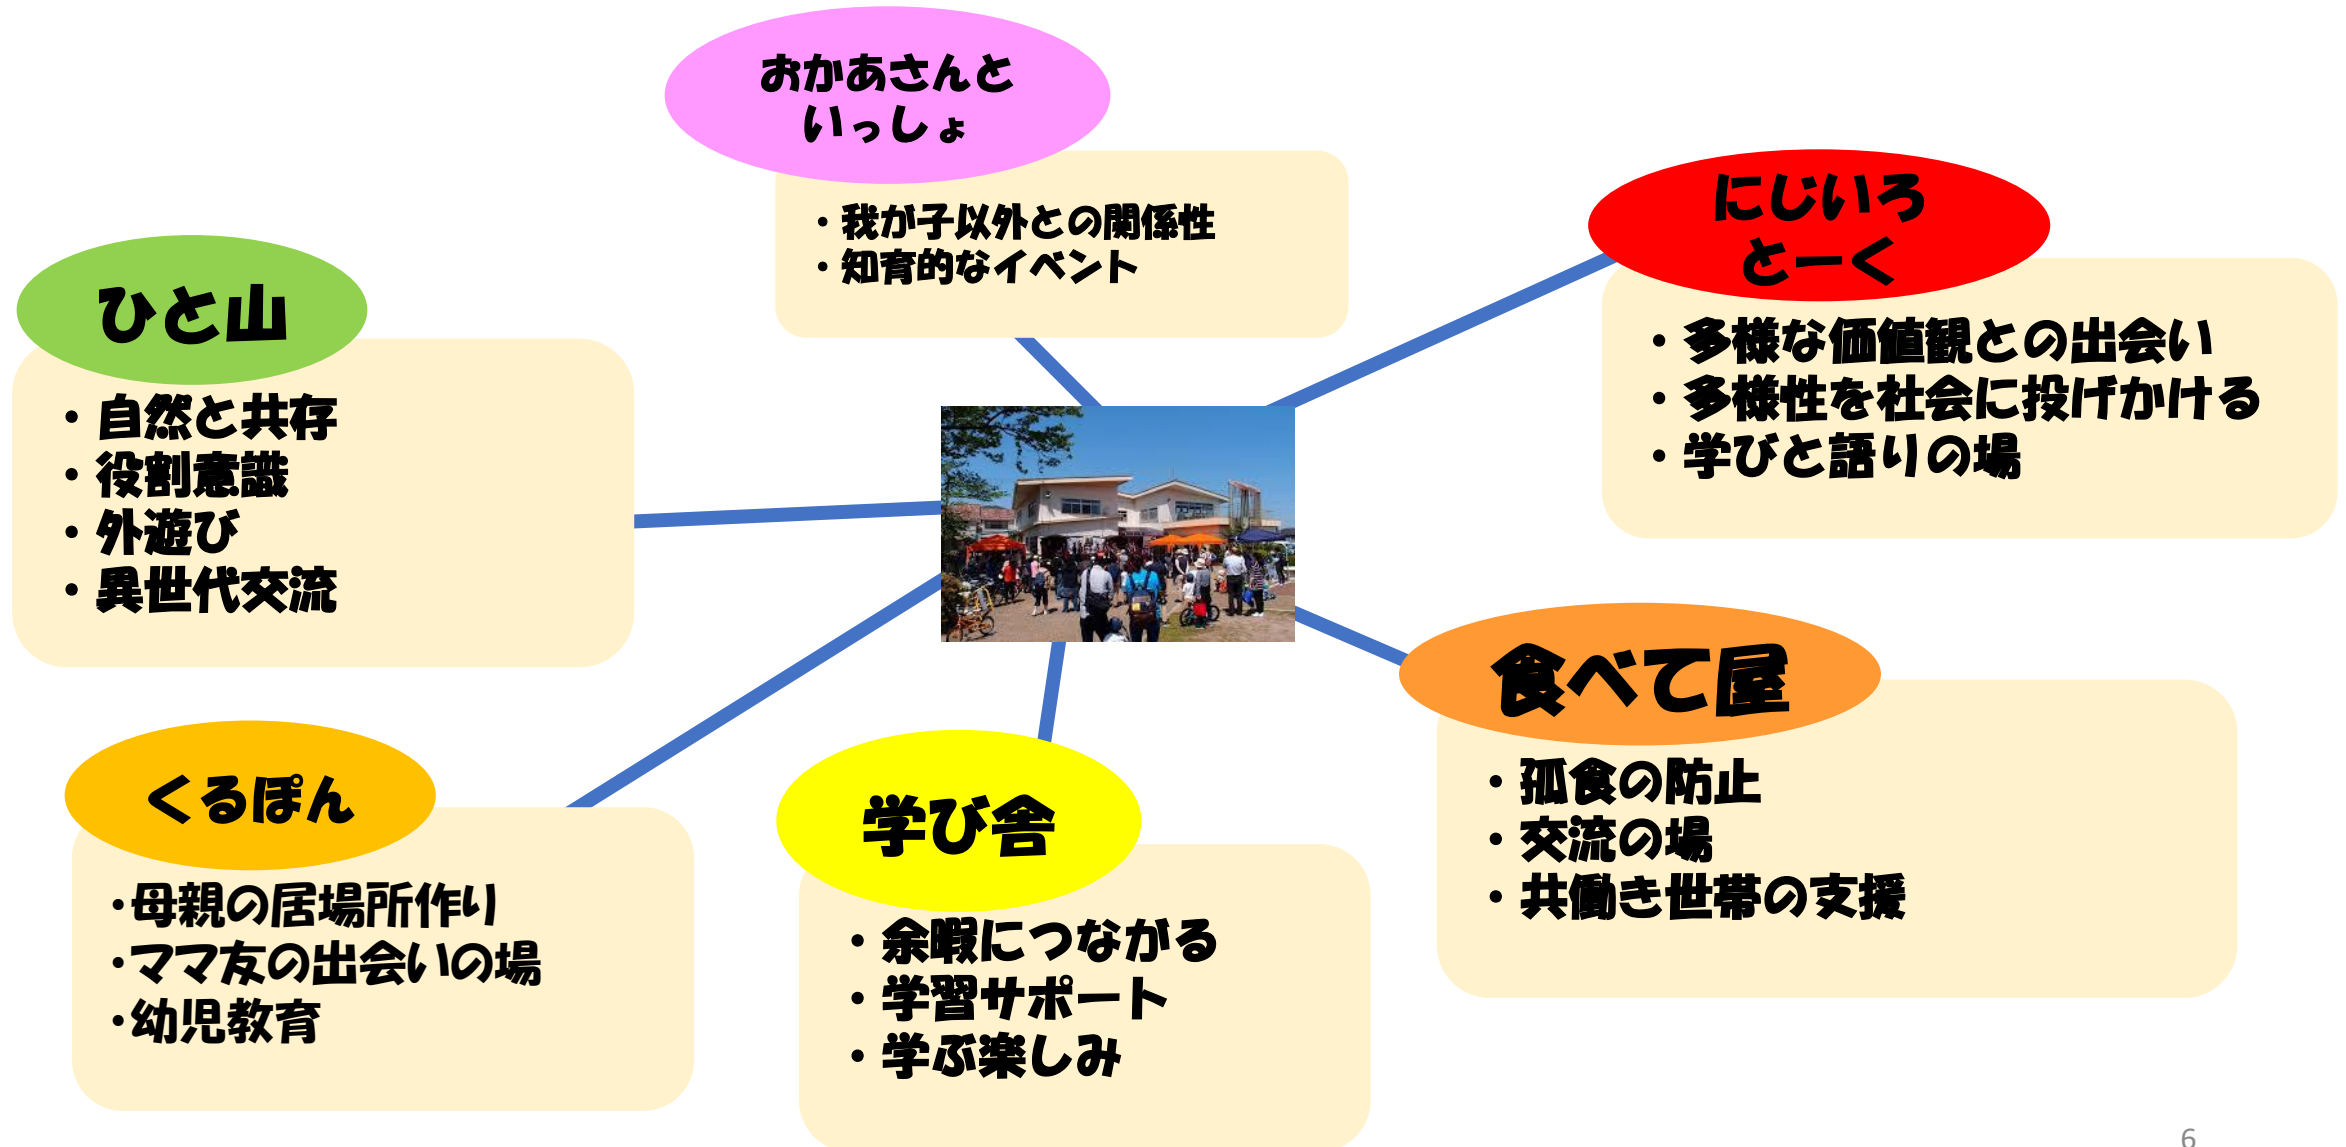 おかあさんと
いっしょ
・我が子以外との関係性
・知育的なイベント
にじいろ
とーく
・多様な価値観との出会い
・多様性を社会に投げかける
・学びと語りの場
ひと山
・自然と共存
・役割意識
・外遊び
・異世代交流
食べて屋
・孤食の防止
・交流の場
・共働き世帯の支援
くるぽん
・母親の居場所作り
・ママ友の出会いの場
・幼児教育
学び舎
・余暇につながる
・学習サポート
・学ぶ楽しみ
6